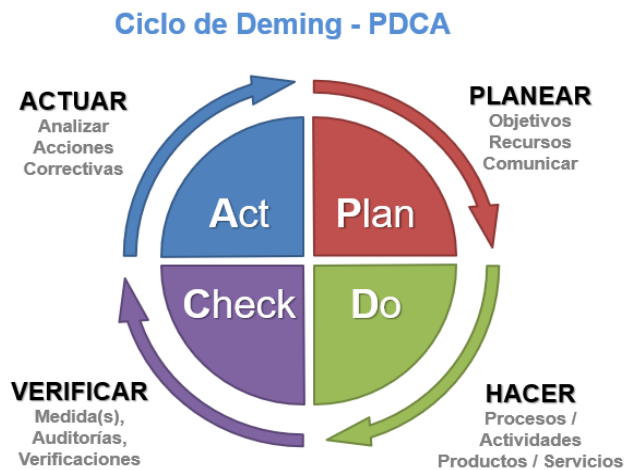 Ciclo de Deming - PDCA
ACTUAR
Analizar
Acciones
Correctivas
PLANEAR
Objetivos
Recursos
Comunicar
Act
Plan
Check
Do
VERIFICAR
Medida(s),
Auditorías,
Verificaciones
HACER
Procesos /
Actividades
Productos / Servicios